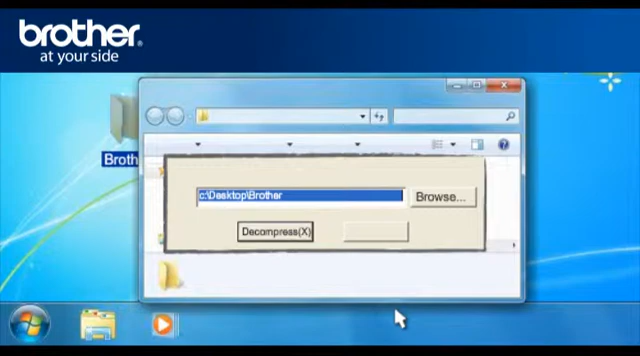 brother
at your side
Broth
c:\Desktop\Brother
Browse...
Decompress(X)